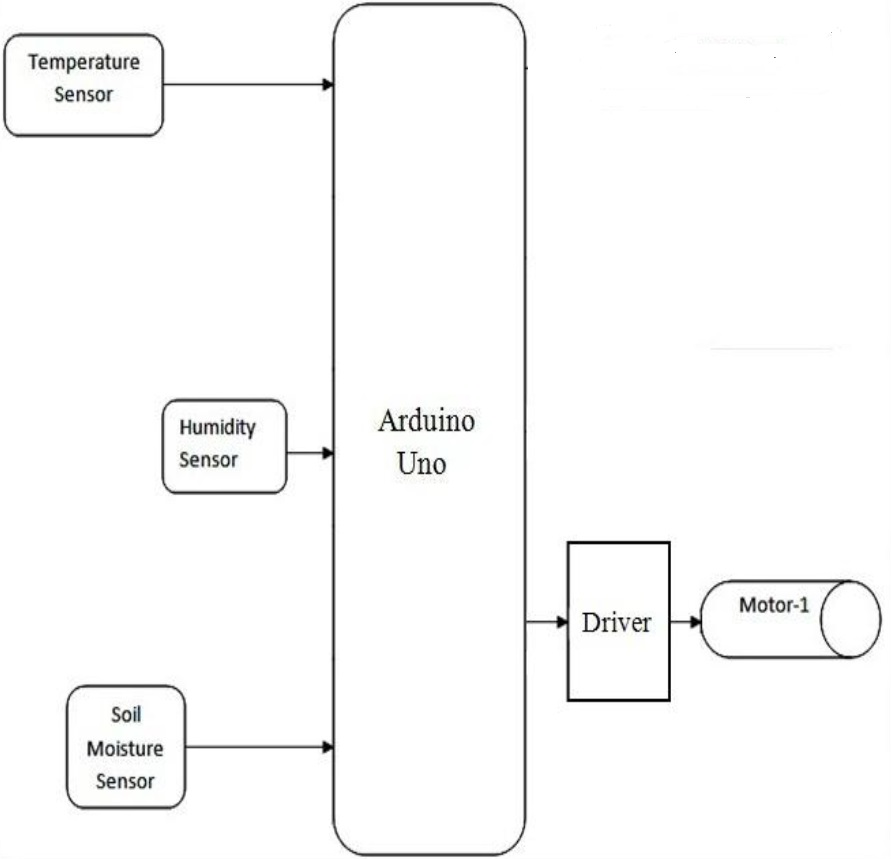 Temperature
Sensor
Humidity
Sensor
Soil
Moisture
Sensor
Arduino
Uno
Driver
Motor-1